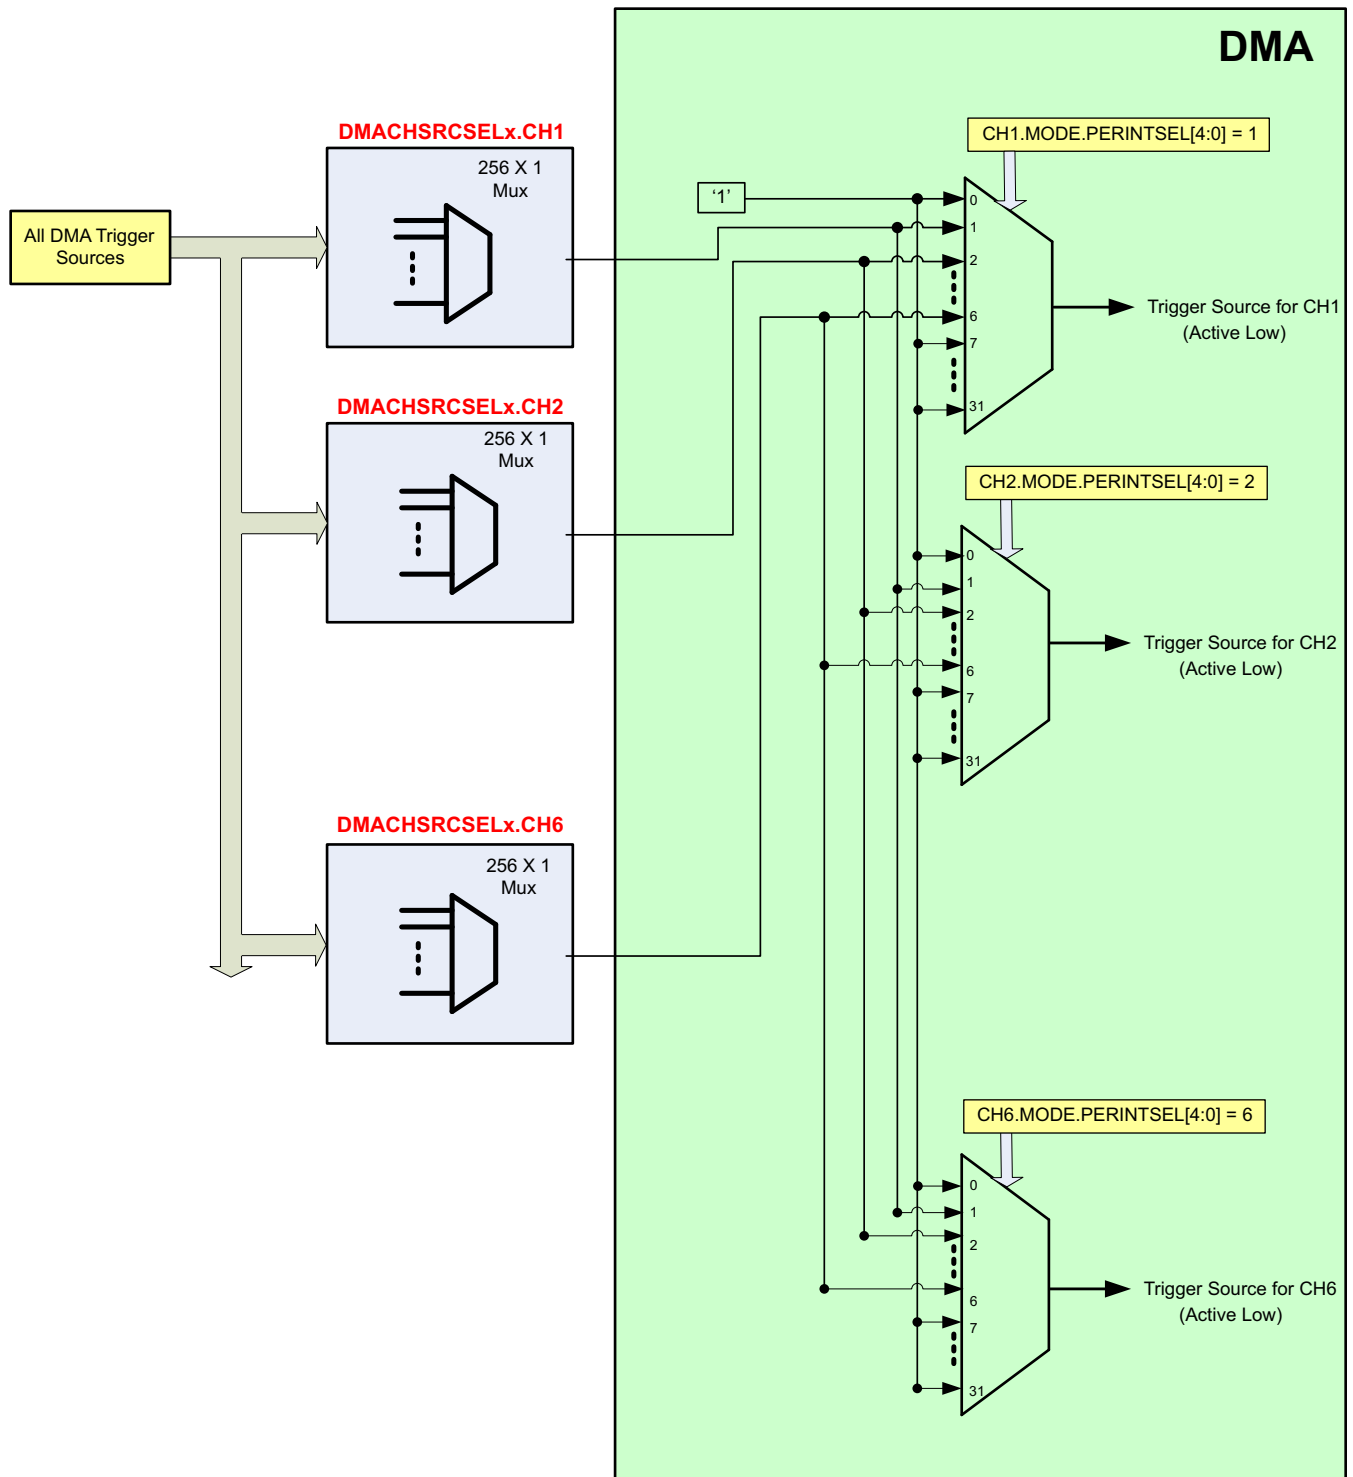 DMA
DMACHSRCSELx.CH1
256 X 1
Mux
All DMA Trigger
Sources
CH1.MODE.PERINTSEL[4:0] = 1
'1'
0
1
2
6
7
31
Trigger Source for CH1
(Active Low)
DMACHSRCSELx.CH2
256 X 1
Mux
CH2.MODE.PERINTSEL[4:0] = 2
0
1
2
6
7
31
Trigger Source for CH2
(Active Low)
DMACHSRCSELx.CH6
256 X 1
Mux
CH6.MODE.PERINTSEL[4:0] = 6
0
1
2
6
7
31
Trigger Source for CH6
(Active Low)